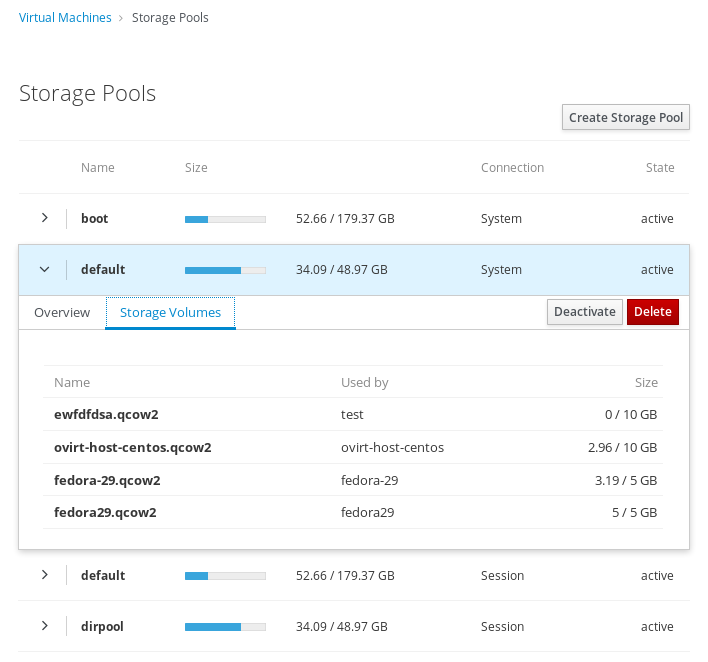 Virtual Machines › Storage Pools
Storage Pools
Create Storage Pool
Name Size Connection State
boot 52.66 / 179.37 GB System active
default 34.09 / 48.97 GB System active
Overview Storage Volumes Deactivate Delete
Name Used by Size
ewfdfdsa.qcow2 test 0 / 10 GB
ovirt-host-centos.qcow2 ovirt-host-centos 2.96 / 10 GB
fedora-29.qcow2 fedora-29 3.19 / 5 GB
fedora29.qcow2 fedora29 5 / 5 GB
default 52.66 / 179.37 GB Session active
dirpool 34.09 / 48.97 GB Session active